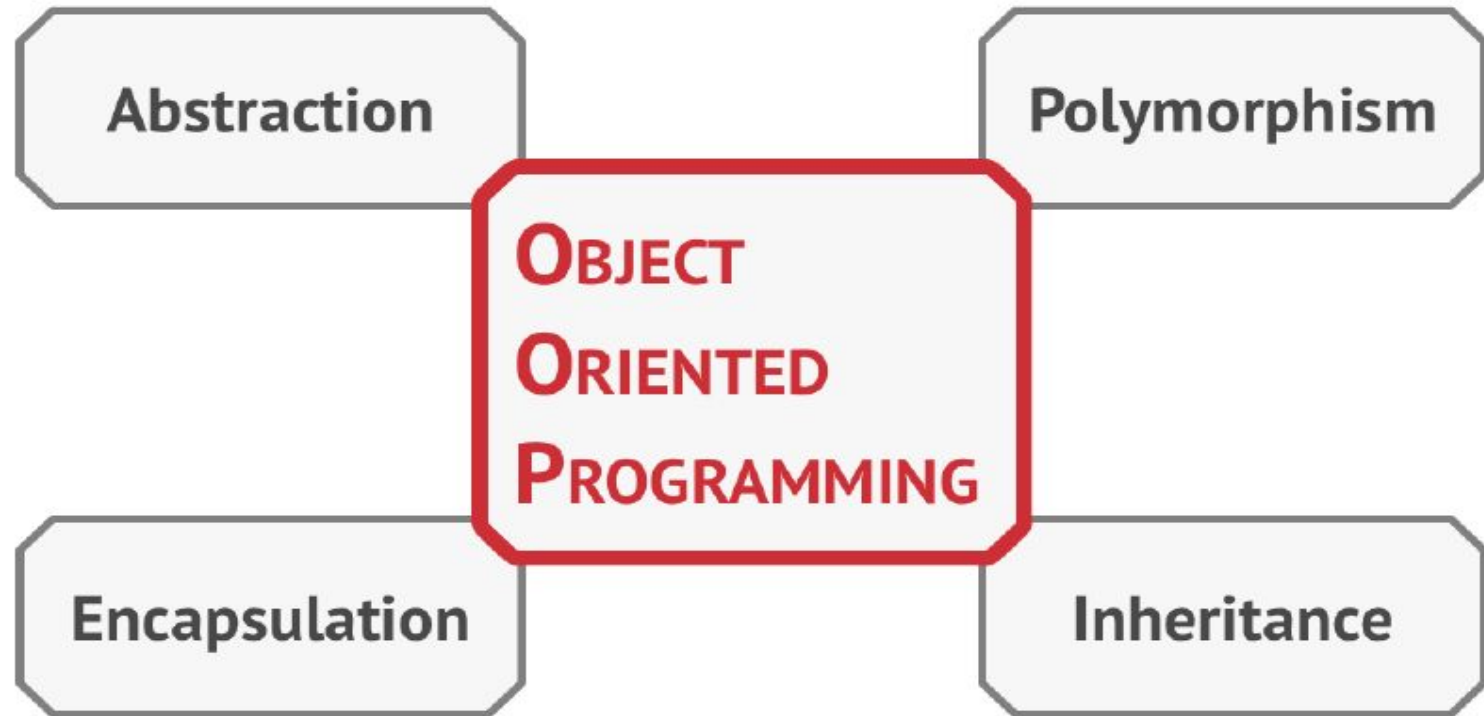 Abstraction
Polymorphism
OBJECT
ORIENTED
PROGRAMMING
Encapsulation
Inheritance